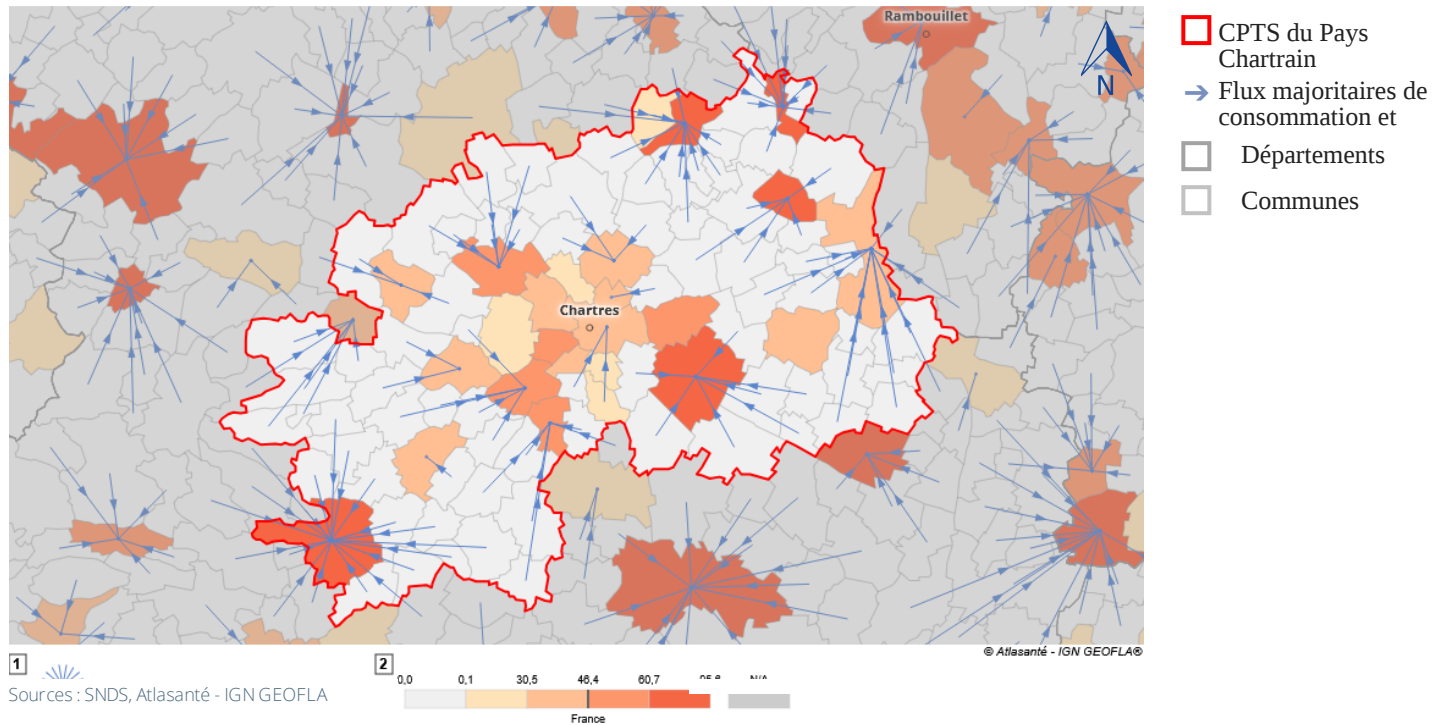 Rambouillet
N
Chartres
CPTS du Pays
Chartrain
Flux majoritaires de
consommation et
Départements
Communes
© Atlasanté - IGN GEOFLA®
1
2
Sources : SNDS, Atlasanté - IGN GEOFLA
0,0 0,1 30,5 46,4 60,7
France